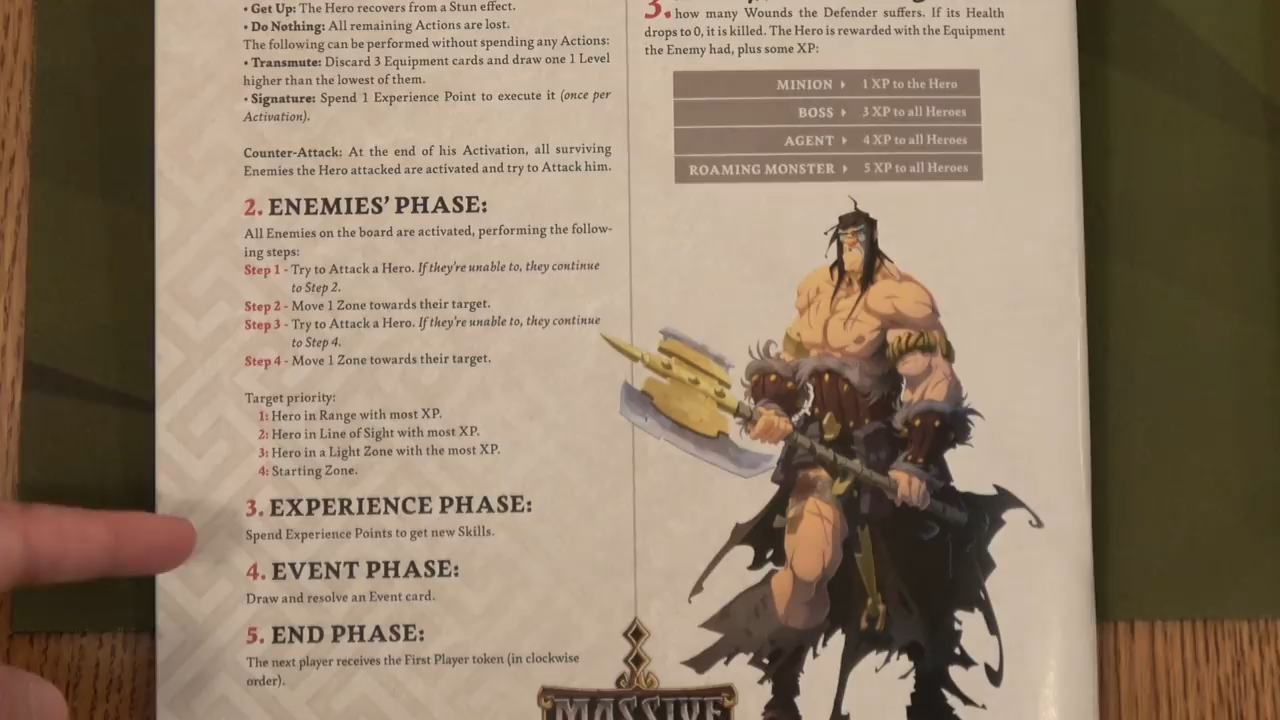 • Get Up: The Hero recovers from a Stun effect.
• Do Nothing: All remaining Actions are lost.
The following can be performed without spending any Actions:
• Transmute: Discard 3 Equipment cards and draw one 1 Level
higher than the lowest of them.
• Signature: Spend 1 Experience Point to execute it (once per
Activation).
Counter-Attack: At the end of his Activation, all surviving
Enemies the Hero attacked are activated and try to Attack him.
2. ENEMIES' PHASE:
All Enemies on the board are activated, performing the follow-
ing steps:
Step 1 - Try to Attack a Hero. If they're unable to, they continue
to Step 2.
Step 2 - Move 1 Zone towards their target.
Step 3 - Try to Attack a Hero. If they're unable to, they continue
to Step 4.
Step 4 - Move 1 Zone towards their target.
Target priority:
1: Hero in Range with most XP.
2: Hero in Line of Sight with most XP.
3: Hero in a Light Zone with the most XP.
4: Starting Zone.
3. EXPERIENCE PHASE:
Spend Experience Points to get new Skills.
4. EVENT PHASE:
Draw and resolve an Event card.
5. END PHASE:
The next player receives the First Player token (in clockwise
order).
3. how many Wounds the Defender suffers. If its Health
drops to 0, it is killed. The Hero is rewarded with the Equipment
the Enemy had, plus some XP:
MINION 1 XP to the Hero
BOSS 3 XP to all Heroes
AGENT 4 XP to all Heroes
ROAMING MONSTER 5 XP to all Heroes
MASSIVE